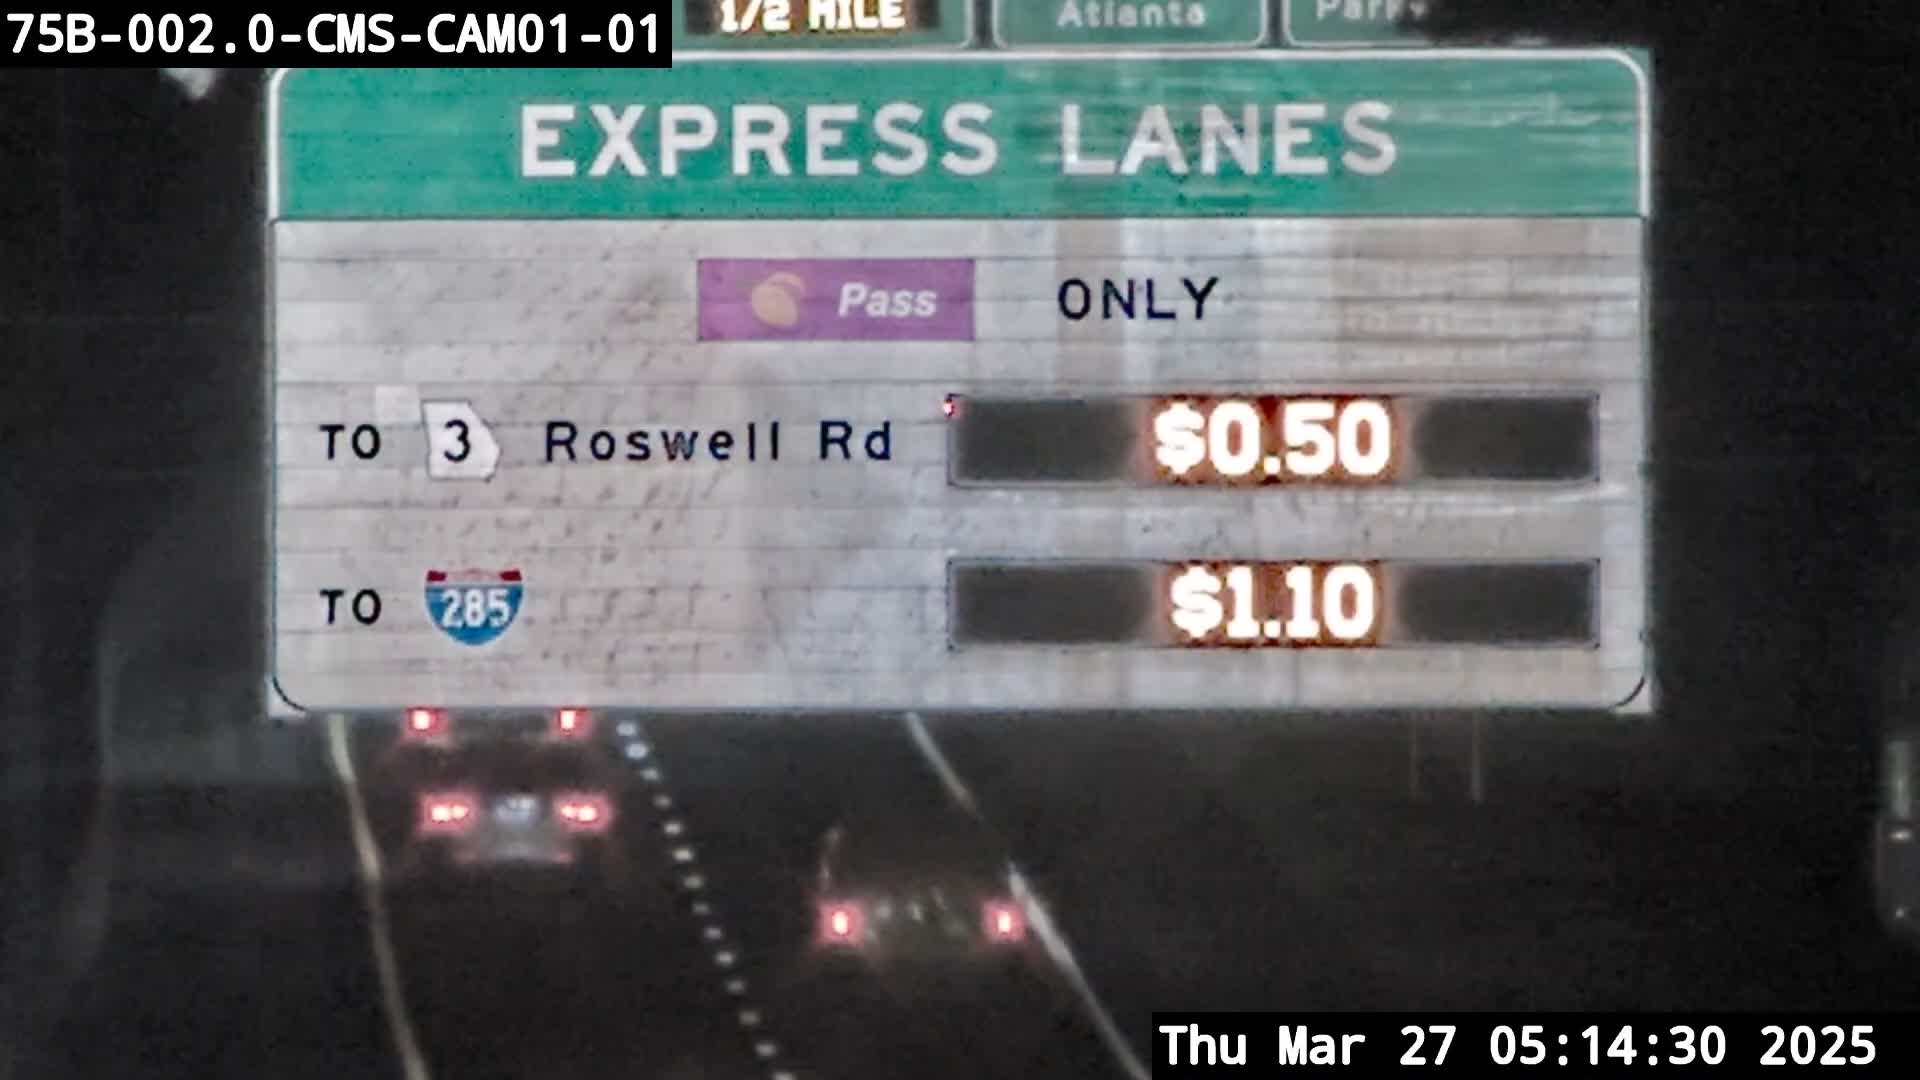 75B-002.0-CMS-CAM01-01
1/2 MILE
Atlanta
EXPRESS LANES
Pass ONLY
TO 3 Roswell Rd $0.50
TO 285 $1.10
Thu Mar 27 05:14:30 2025